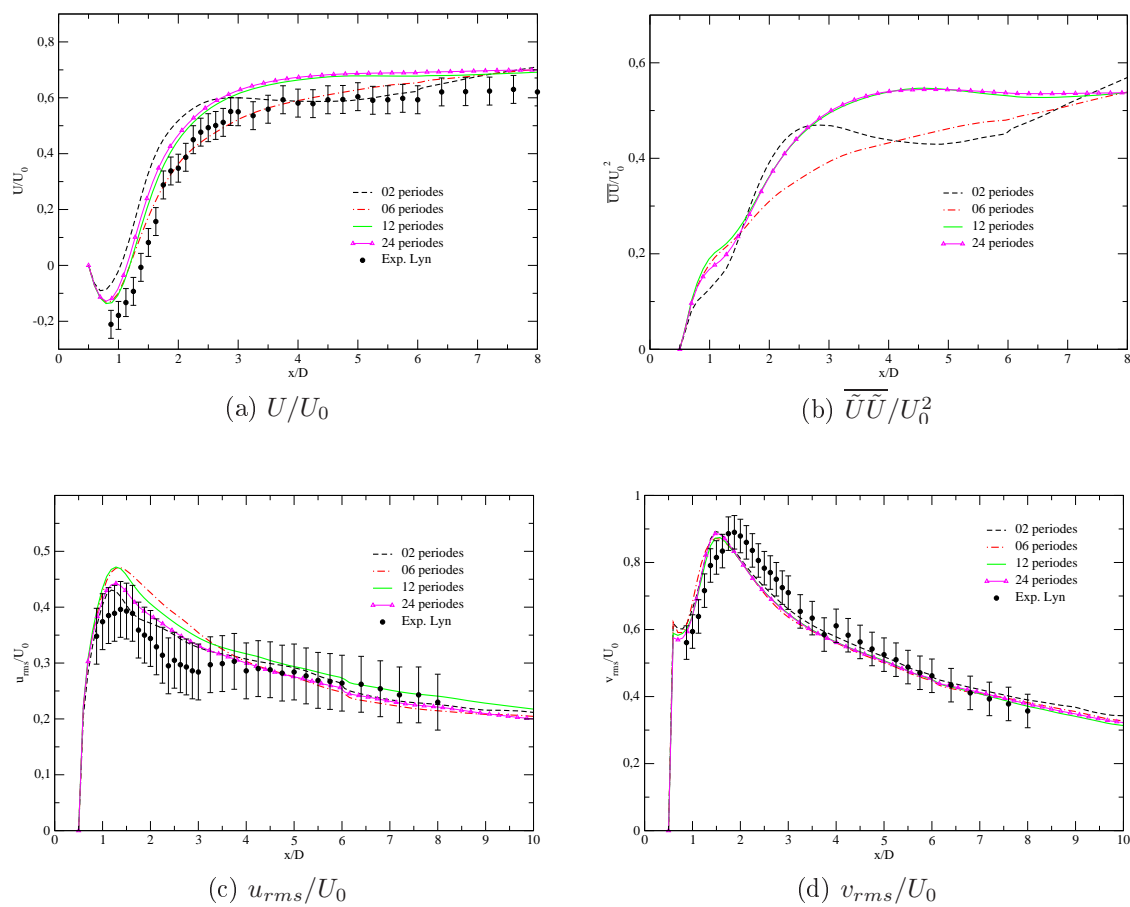 0,8
0,6
0,4
0,2
0
-0,2
U/U0
02 periodes
06 periodes
12 periodes
24 periodes
Exp. Lyn
0 1 2 3 4 5 6 7 8
x/D
(a) U/U0
0,6
0,4
0,2
0
UU/U0^2
02 periodes
06 periodes
12 periodes
24 periodes
0 1 2 3 4 5 6 7 8
x/D
(b) ŨŨ/U0^2
0,5
0,4
0,3
0,2
0,1
0
u_rms/U0
02 periodes
06 periodes
12 periodes
24 periodes
Exp. Lyn
0 1 2 3 4 5 6 7 8 9 10
x/D
(c) u_rms/U0
1
0,8
0,6
0,4
0,2
0
v_rms/U0
02 periodes
06 periodes
12 periodes
24 periodes
Exp. Lyn
0 1 2 3 4 5 6 7 8 9 10
x/D
(d) v_rms/U0